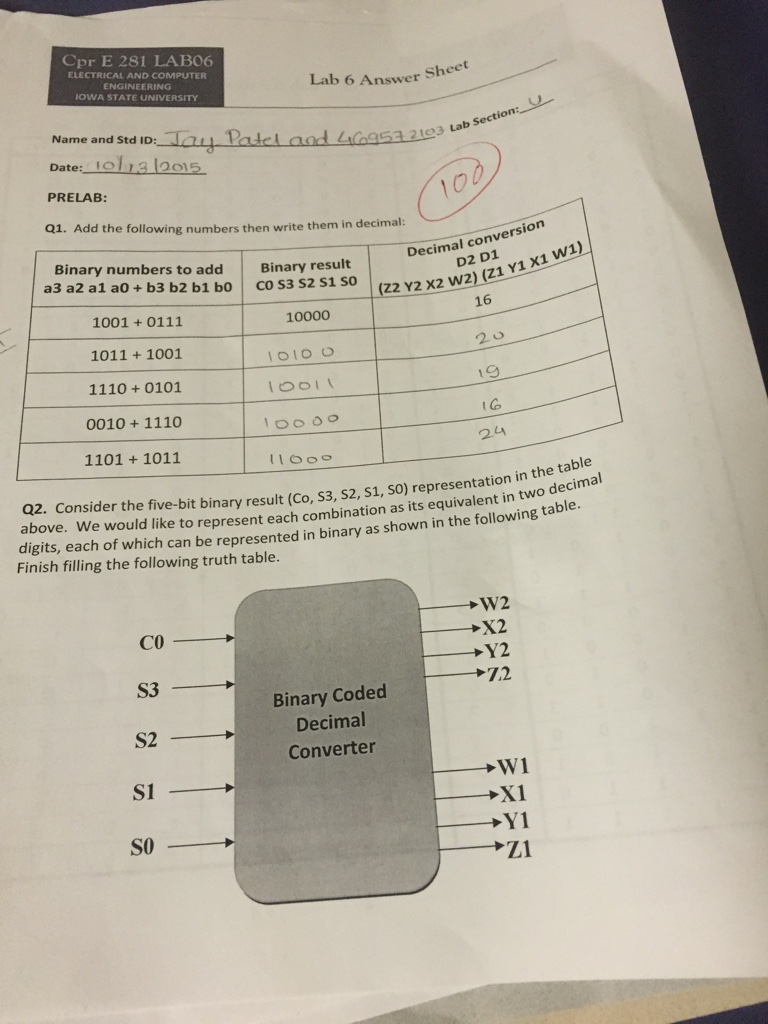 Cpr E 281 LAB06
ELECTRICAL AND COMPUTER
ENGINEERING
IOWA STATE UNIVERSITY
Lab 6 Answer Sheet
Name and Std ID: Jay Patel and 469572103 Lab Section: U
Date: 10/13/2015
100
PRELAB:
Q1. Add the following numbers then write them in decimal:
Binary numbers to add
a3 a2 a1 a0 + b3 b2 b1 b0
Binary result
C0 S3 S2 S1 S0
Decimal conversion
D2 D1
(Z2 Y2 X2 W2) (Z1 Y1 X1 W1)
1001 + 0111 10000 16
1011 + 1001 10100 20
1110 + 0101 10011 19
0010 + 1110 10000 16
1101 + 1011 11000 24
Q2. Consider the five-bit binary result (Co, S3, S2, S1, S0) representation in the table
above. We would like to represent each combination as its equivalent in two decimal
digits, each of which can be represented in binary as shown in the following table.
Finish filling the following truth table.
C0
S3
S2
S1
S0
Binary Coded
Decimal
Converter
W2
X2
Y2
Z2
W1
X1
Y1
Z1